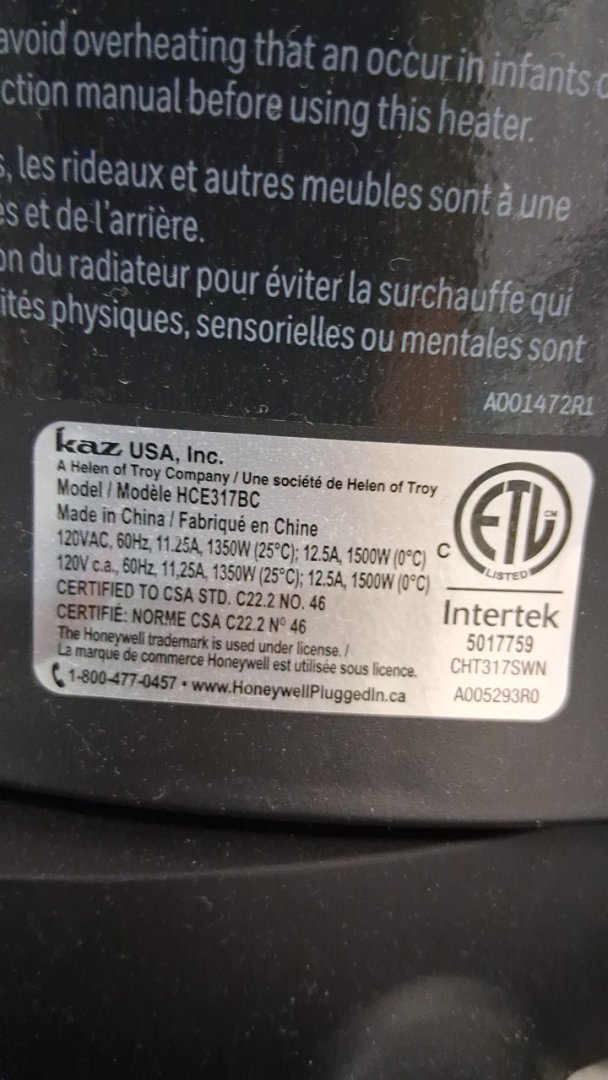 avoid overheating that an occur in infants
ction manual before using this heater.
s, les rideaux et autres meubles sont à une
és et de l'arrière.
on du radiateur pour éviter la surchauffe qui
ités physiques, sensorielles ou mentales sont
A001472R1
kaz USA, Inc.
A Helen of Troy Company / Une société de Helen of Troy
Model / Modèle HCE317BC
Made in China / Fabriqué en Chine
120VAC, 60Hz, 11.25A, 1350W (25°C); 12.5A, 1500W (0°C)
120V c.a., 60Hz, 11,25A, 1350W (25°C); 12.5A, 1500W (0°C)
CERTIFIED TO CSA STD. C22.2 NO. 46
CERTIFIÉ: NORME CSA C22.2 Nº 46
The Honeywell trademark is used under license. /
La marque de commerce Honeywell est utilisée sous licence.
1-800-477-0457 • www.HoneywellPluggedIn.ca
C ETL CM
LISTED
Intertek
5017759
CHT317SWN
A005293R0